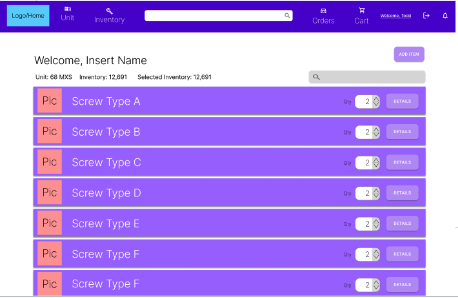 Logo/Home Unit Inventory Orders Cart Welcome, Todd
ADD ITEM
Welcome, Insert Name
Unit: 68 MXS Inventory: 12,691 Selected Inventory: 12,691
Pic Screw Type A Qty 2 DETAILS
Pic Screw Type B Qty 2 DETAILS
Pic Screw Type C Qty 2 DETAILS
Pic Screw Type D Qty 2 DETAILS
Pic Screw Type E Qty 2 DETAILS
Pic Screw Type F Qty 2 DETAILS
Pic Screw Type F Qty 2 DETAILS